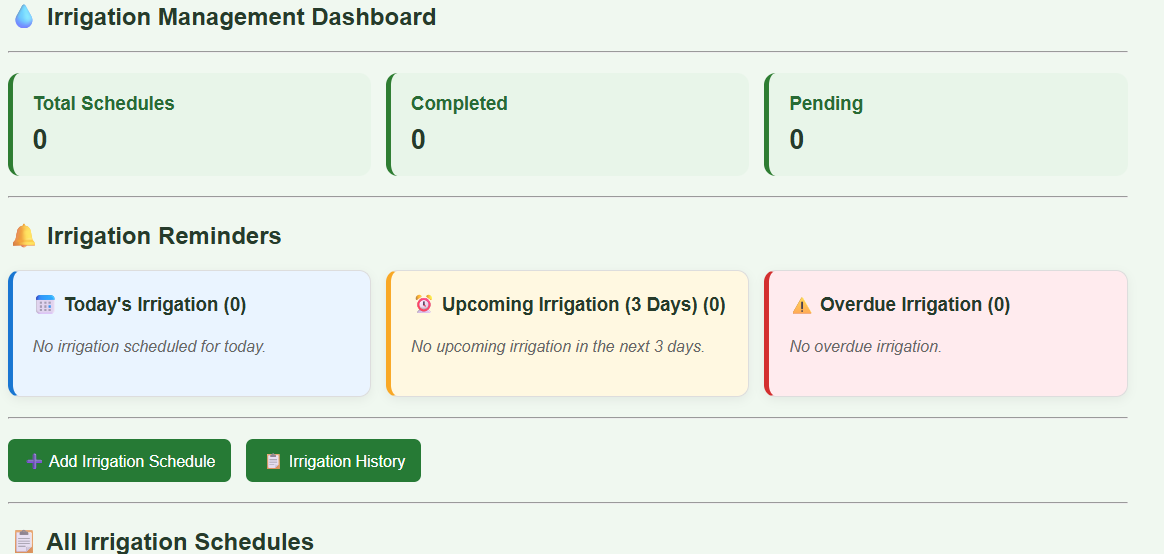 Irrigation Management Dashboard
Total Schedules
0
Completed
0
Pending
0
Irrigation Reminders
Today's Irrigation (0)
No irrigation scheduled for today.
Upcoming Irrigation (3 Days) (0)
No upcoming irrigation in the next 3 days.
Overdue Irrigation (0)
No overdue irrigation.
Add Irrigation Schedule
Irrigation History
All Irrigation Schedules